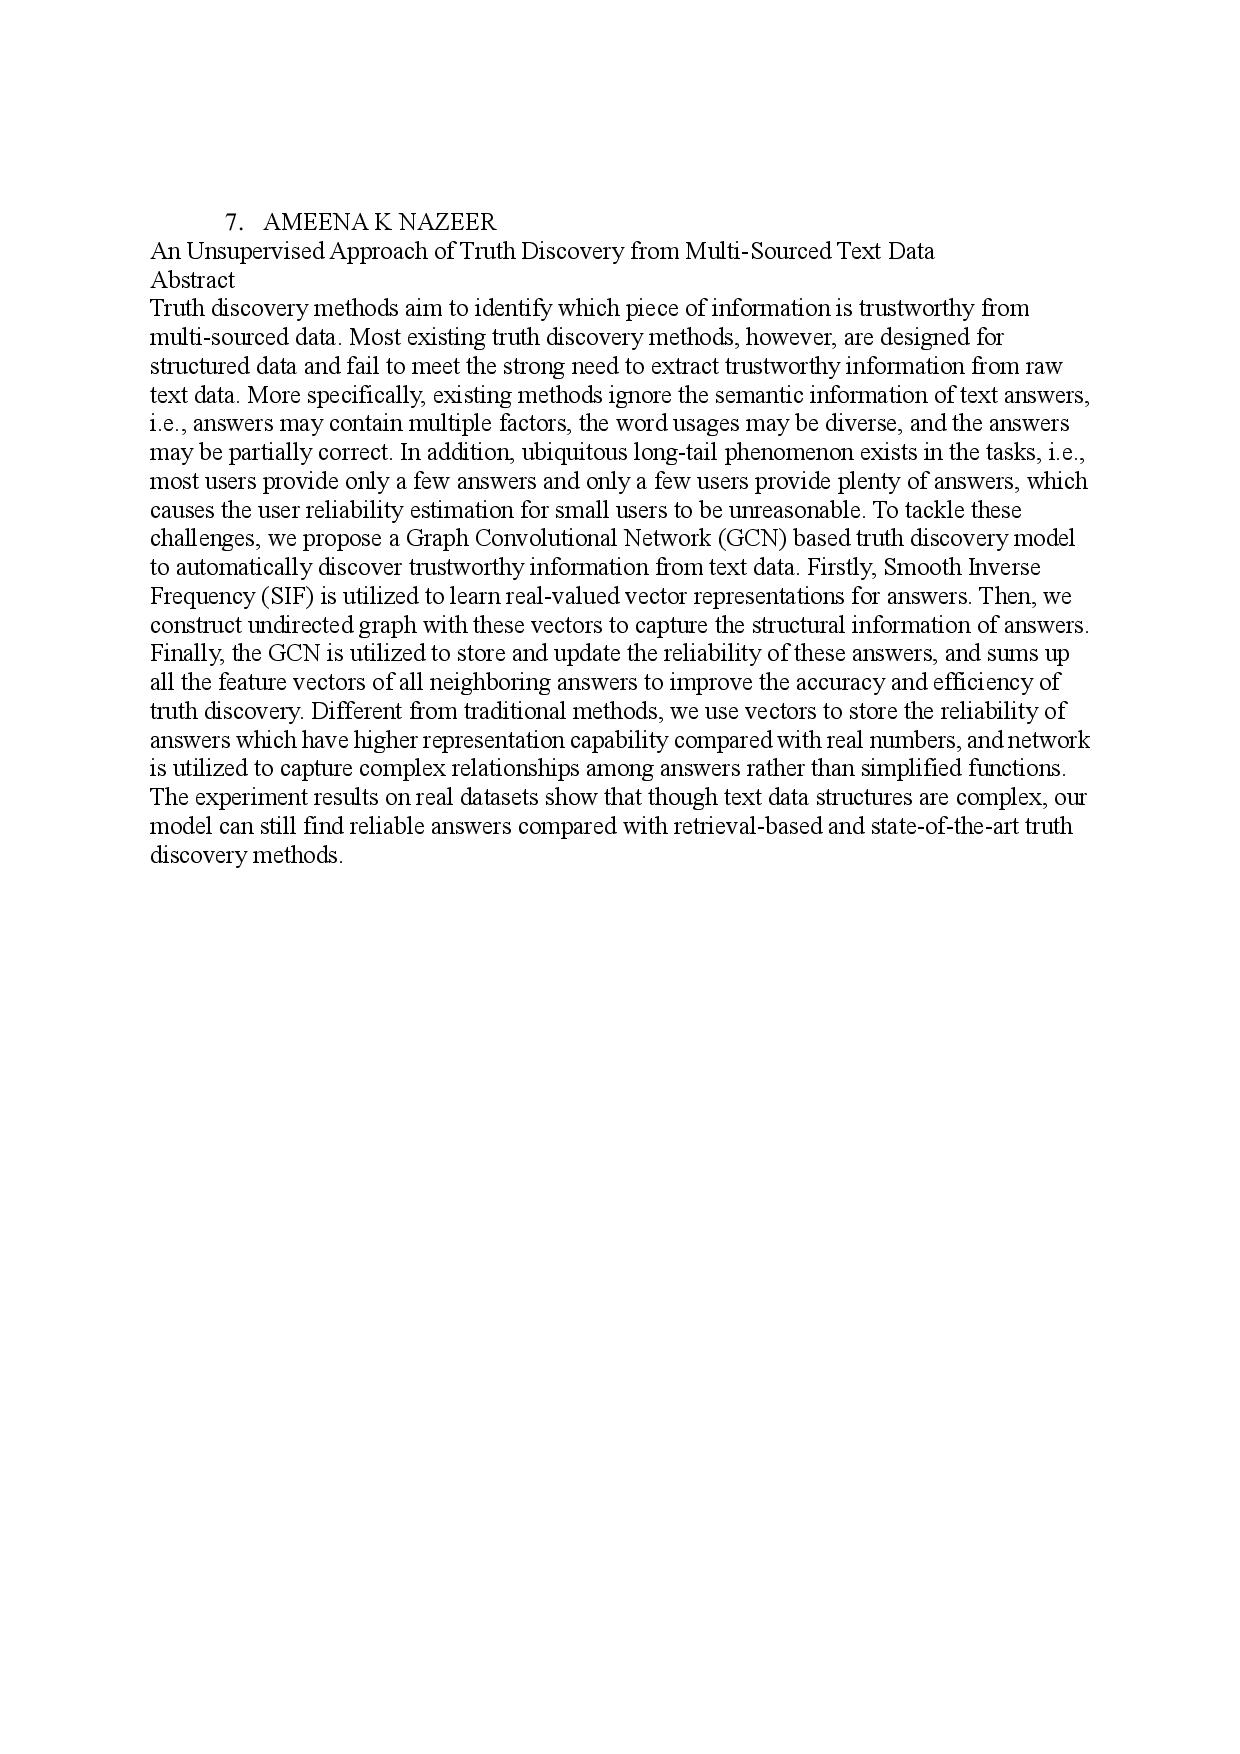 7. AMEENA K NAZEER
An Unsupervised Approach of Truth Discovery from Multi-Sourced Text Data
Abstract
Truth discovery methods aim to identify which piece of information is trustworthy from
multi-sourced data. Most existing truth discovery methods, however, are designed for
structured data and fail to meet the strong need to extract trustworthy information from raw
text data. More specifically, existing methods ignore the semantic information of text answers,
i.e., answers may contain multiple factors, the word usages may be diverse, and the answers
may be partially correct. In addition, ubiquitous long-tail phenomenon exists in the tasks, i.e.,
most users provide only a few answers and only a few users provide plenty of answers, which
causes the user reliability estimation for small users to be unreasonable. To tackle these
challenges, we propose a Graph Convolutional Network (GCN) based truth discovery model
to automatically discover trustworthy information from text data. Firstly, Smooth Inverse
Frequency (SIF) is utilized to learn real-valued vector representations for answers. Then, we
construct undirected graph with these vectors to capture the structural information of answers.
Finally, the GCN is utilized to store and update the reliability of these answers, and sums up
all the feature vectors of all neighboring answers to improve the accuracy and efficiency of
truth discovery. Different from traditional methods, we use vectors to store the reliability of
answers which have higher representation capability compared with real numbers, and network
is utilized to capture complex relationships among answers rather than simplified functions.
The experiment results on real datasets show that though text data structures are complex, our
model can still find reliable answers compared with retrieval-based and state-of-the-art truth
discovery methods.